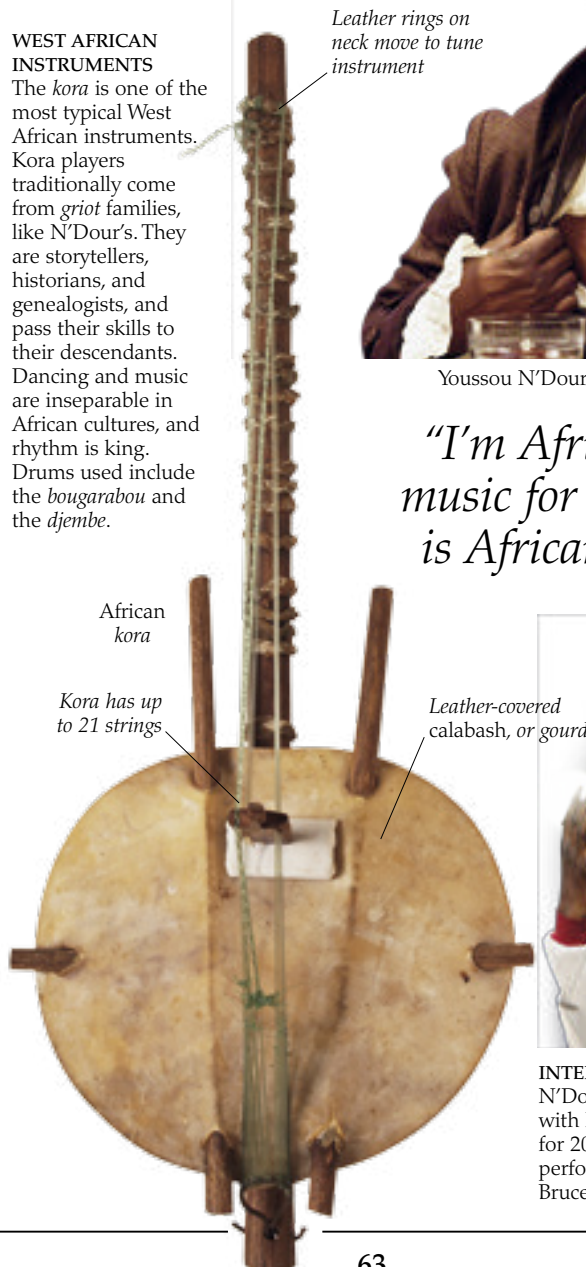 WEST AFRICAN
INSTRUMENTS
The kora is one of the
most typical West
African instruments.
Kora players
traditionally come
from griot families,
like N’Dour’s. They
are storytellers,
historians, and
genealogists, and
pass their skills to
their descendants.
Dancing and music
are inseparable in
African cultures, and
rhythm is king.
Drums used include
the bougarabou and
the djembe.
Leather rings on
neck move to tune
instrument
Youssou N’Dour
“I’m Afri
music for
is African
African
kora
Kora has up
to 21 strings
Leather-covered
calabash, or gourd
INTE
N’Do
with
for 20
perfo
Bruce
63